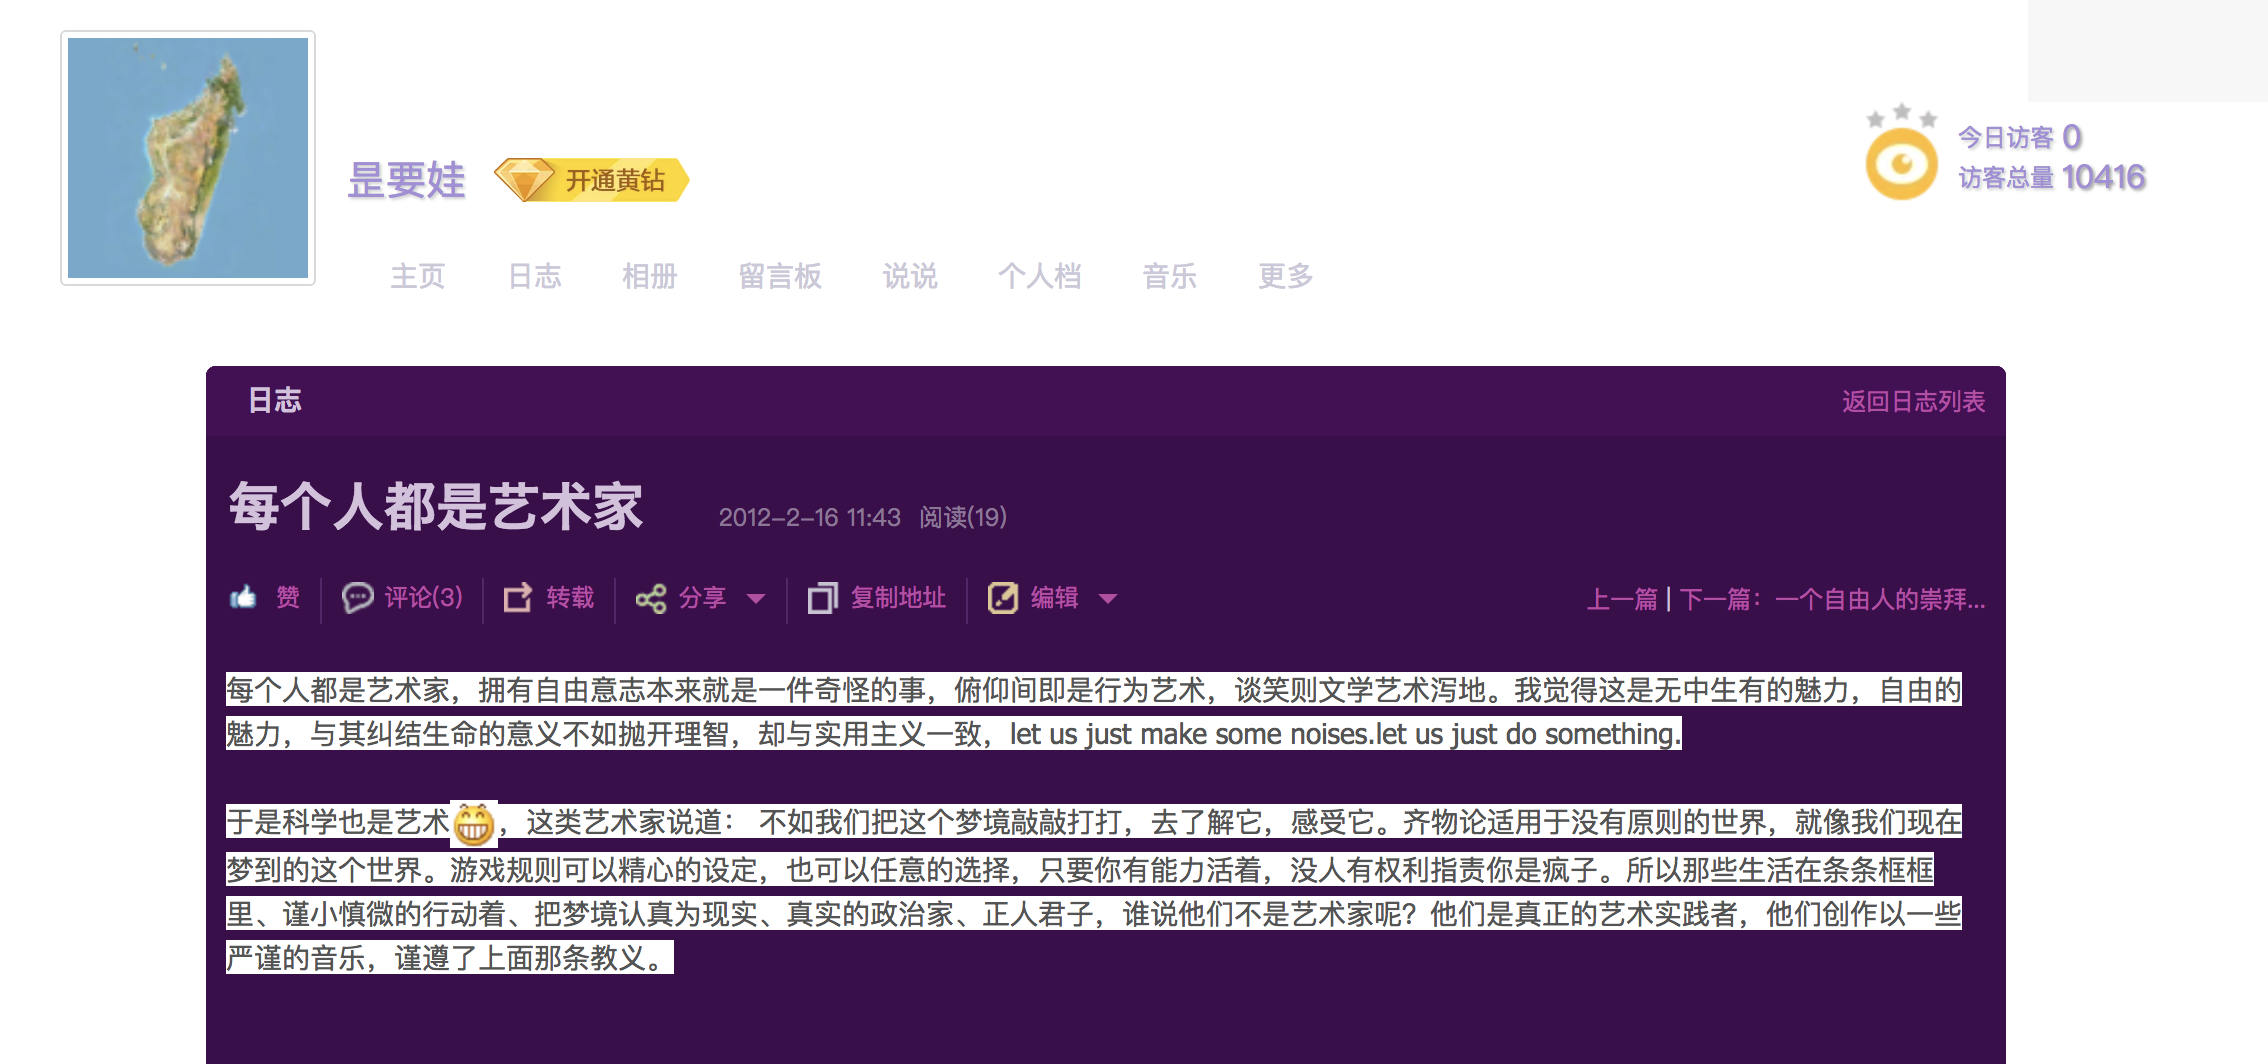 昰要娃
开通黄钻
今日访客 0
访客总量 10416
主页 日志 相册 留言板 说说 个人档 音乐 更多
日志
返回日志列表
每个人都是艺术家 2012-2-16 11:43 阅读(19)
赞 评论(3) 转载 分享 复制地址 编辑
上一篇 | 下一篇：一个自由人的崇拜...
每个人都是艺术家，拥有自由意志本来就是一件奇怪的事，俯仰间即是行为艺术，谈笑则文学艺术泻地。我觉得这是无中生有的魅力，自由的
魅力，与其纠结生命的意义不如抛开理智，却与实用主义一致，let us just make some noises.let us just do something.
于是科学也是艺术，这类艺术家说道： 不如我们把这个梦境敲敲打打，去了解它，感受它。齐物论适用于没有原则的世界，就像我们现在
梦到的这个世界。游戏规则可以精心的设定，也可以任意的选择，只要你有能力活着，没人有权利指责你是疯子。所以那些生活在条条框框
里、谨小慎微的行动着、把梦境认真为现实、真实的政治家、正人君子，谁说他们不是艺术家呢？他们是真正的艺术实践者，他们创作以一些
严谨的音乐，谨遵了上面那条教义。